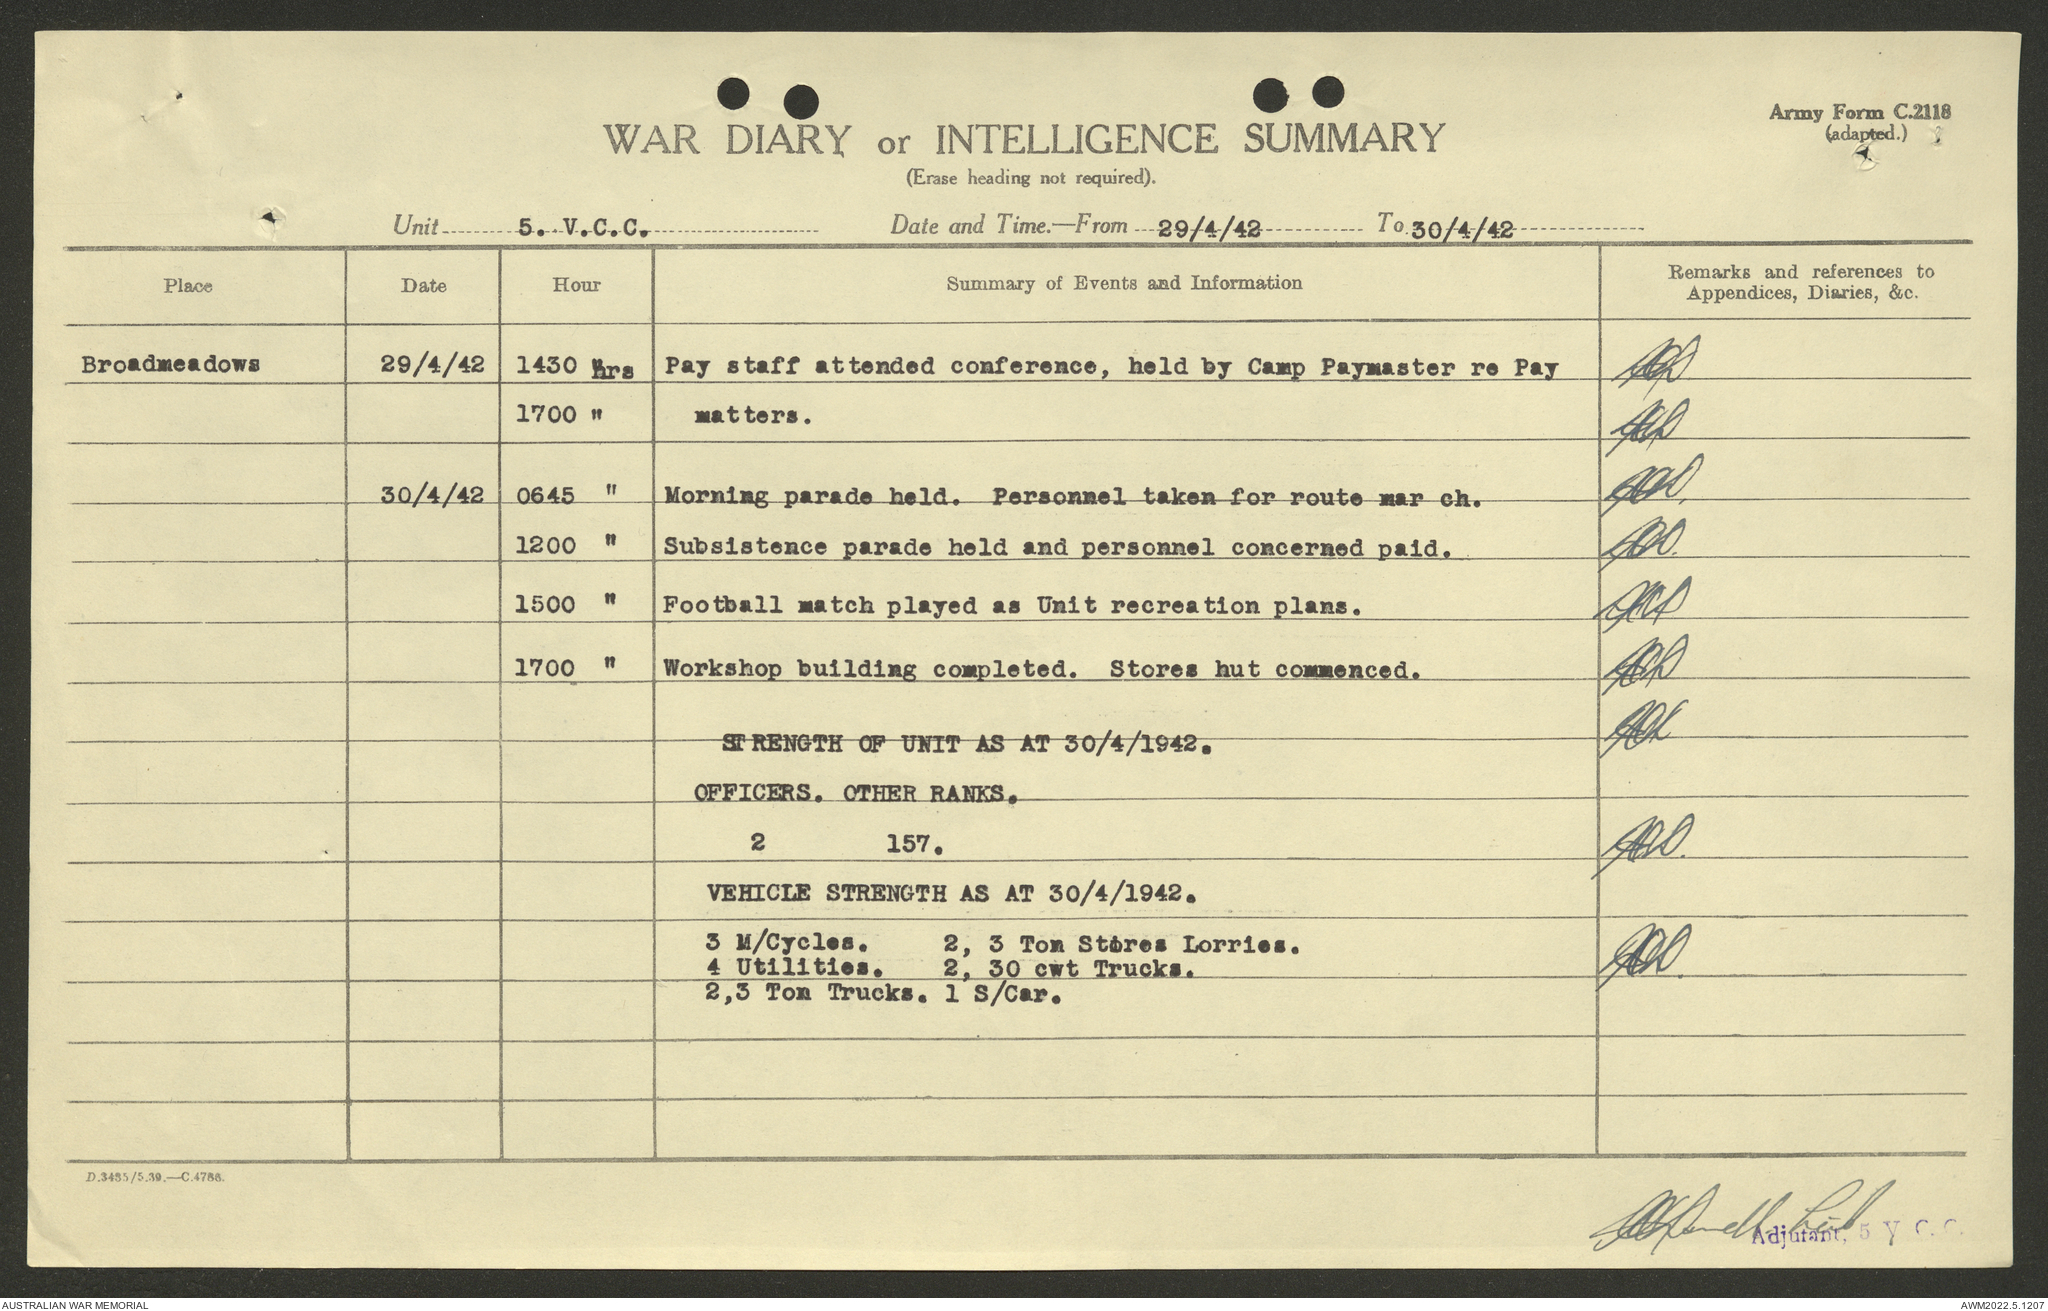 Army Form C.2118
(adapted.)
WAR DIARY or INTELLIGENCE SUMMARY
(Erase heading not required).
Unit 5. V.C.C. Date and Time.—From 29/4/42 To 30/4/42
Place Date Hour Summary of Events and Information Remarks and references to
Appendices, Diaries, &c.
Broadmeadows 29/4/42 1430 hrs Pay staff attended conference, held by Camp Paymaster re Pay
1700 " matters.
30/4/42 0645 " Morning parade held. Personnel taken for route mar ch.
1200 " Subsistence parade held and personnel concerned paid.
1500 " Football match played as Unit recreation plans.
1700 " Workshop building completed. Stores hut commenced.
STRENGTH OF UNIT AS AT 30/4/1942.
OFFICERS. OTHER RANKS.
2 157.
VEHICLE STRENGTH AS AT 30/4/1942.
3 M/Cycles. 2, 3 Ton Stores Lorries.
4 Utilities. 2, 30 cwt Trucks.
2,3 Ton Trucks. 1 S/Car.
D.3485/5.39.—C.4786.
Adjutant, 5 V. C. C.
AUSTRALIAN WAR MEMORIAL AWM2022.5.1207